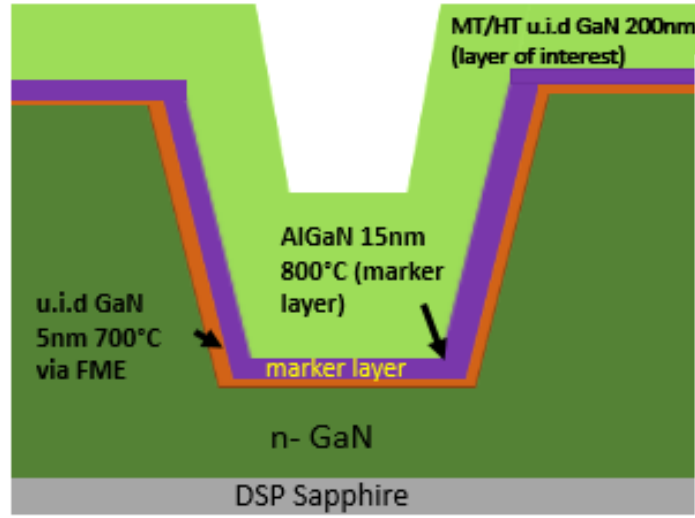 MT/HT u.i.d GaN 200nm
(layer of interest)
AlGaN 15nm
800°C (marker
layer)
u.i.d GaN
5nm 700°C
via FME
marker layer
n- GaN
DSP Sapphire